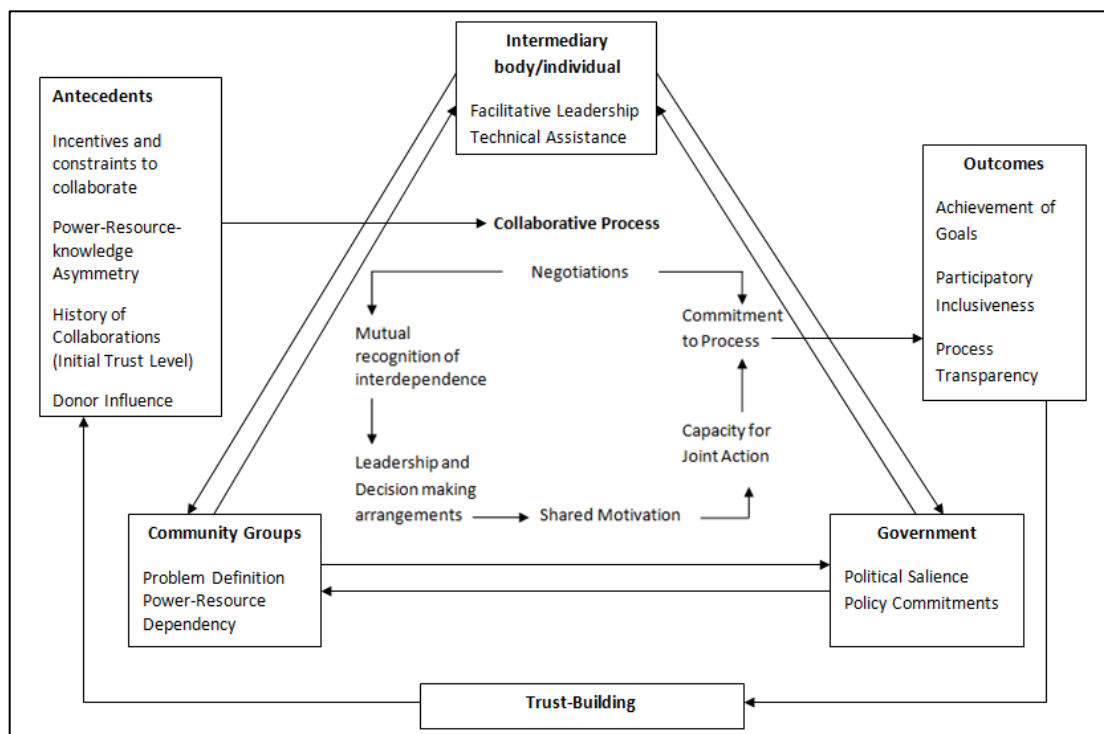 Intermediary
body/individual
Facilitative Leadership
Technical Assistance
Antecedents
Incentives and
constraints to
collaborate
Power-Resource-
knowledge
Asymmetry
History of
Collaborations
(Initial Trust Level)
Donor Influence
Collaborative Process
Negotiations
Mutual
recognition of
interdependence
Leadership and
Decision making
arrangements
Shared Motivation
Capacity for
Joint Action
Commitment
to Process
Outcomes
Achievement of
Goals
Participatory
Inclusiveness
Process
Transparency
Community Groups
Problem Definition
Power-Resource
Dependency
Government
Political Salience
Policy Commitments
Trust-Building